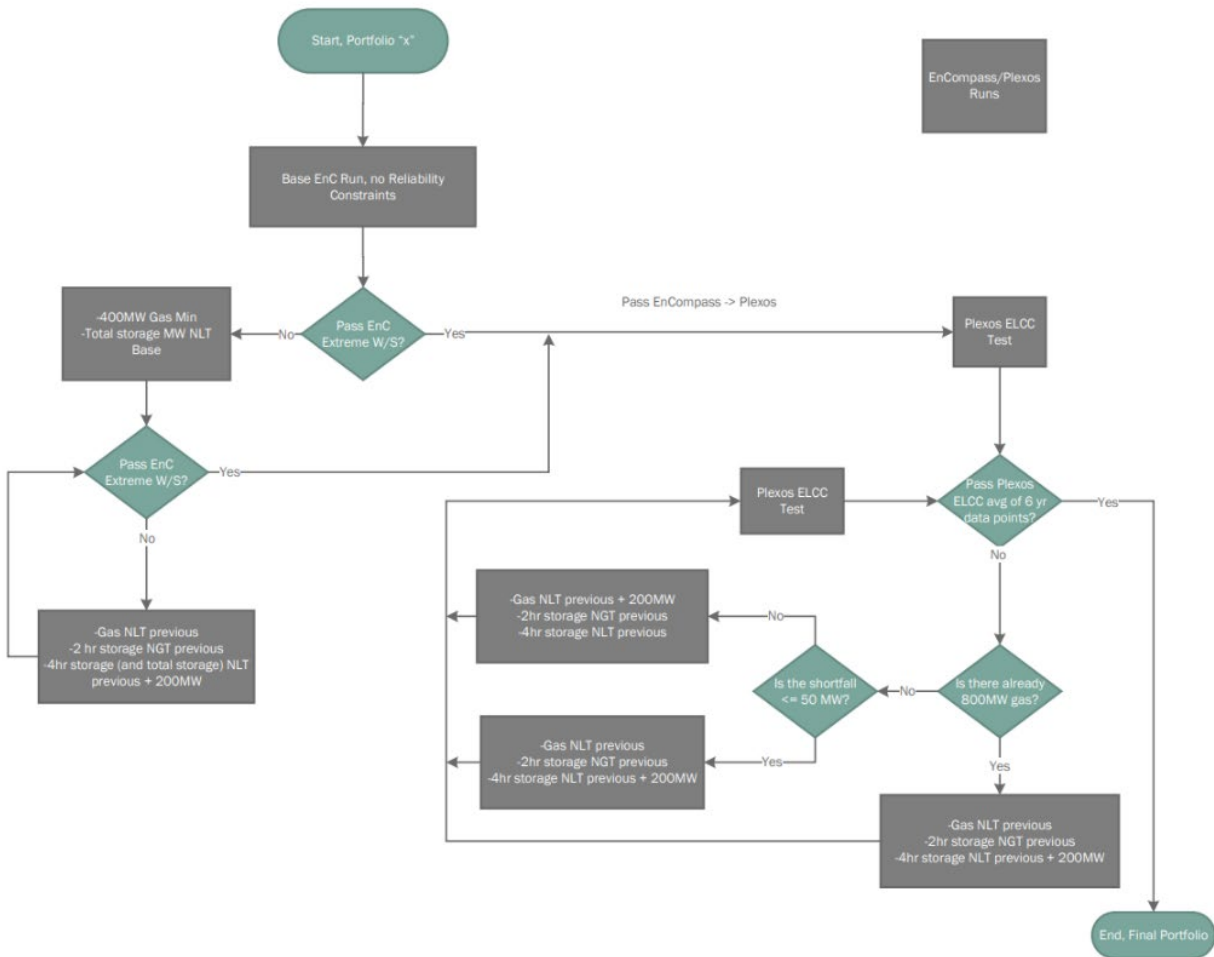 Start, Portfolio "x"
EnCompass/Plexos
Runs
Base EnC Run, no Reliability
Constraints
-400MW Gas Min
-Total storage MW NLT
Base
No
Pass EnC
Extreme W/S?
Yes
Pass EnCompass -> Plexos
Plexos ELCC
Test
Pass EnC
Extreme W/S?
Yes
No
-Gas NLT previous
-2 hr storage NGT previous
-4hr storage (and total storage) NLT
previous + 200MW
Plexos ELCC
Test
Pass Plexos
ELCC avg of 6 yr
data points?
Yes
No
-Gas NLT previous + 200MW
-2hr storage NGT previous
-4hr storage NLT previous
No
Is the shortfall
<= 50 MW?
No
Is there already
800MW gas?
-Gas NLT previous
-2hr storage NGT previous
-4hr storage NLT previous + 200MW
Yes
Yes
-Gas NLT previous
-2hr storage NGT previous
-4hr storage NLT previous + 200MW
End, Final Portfolio